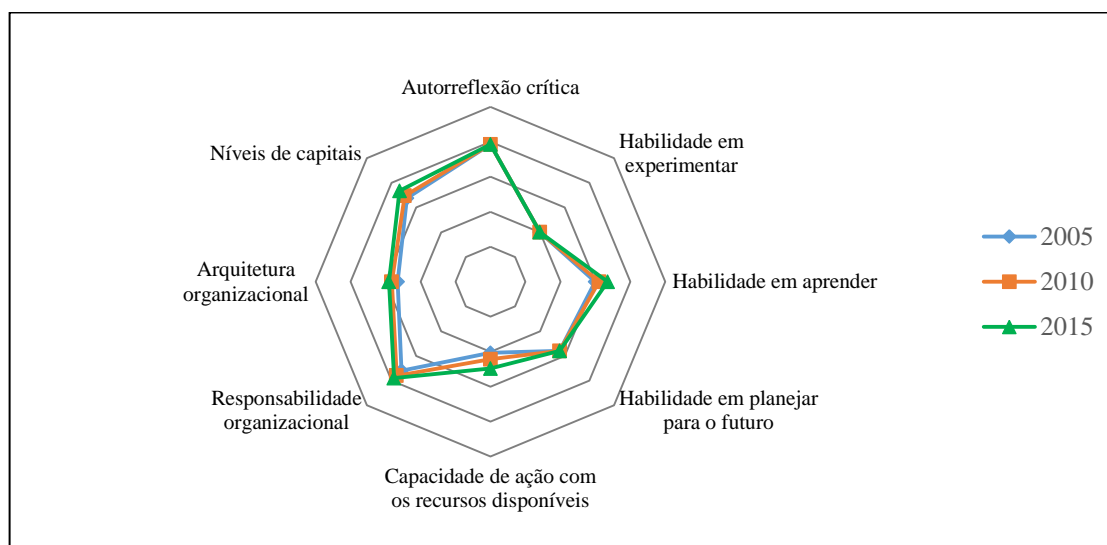 Autorreflexão crítica
Habilidade em
experimentar
Habilidade em aprender
Habilidade em planejar
para o futuro
Capacidade de ação com
os recursos disponíveis
Responsabilidade
organizacional
Arquitetura
organizacional
Níveis de capitais
2005
2010
2015